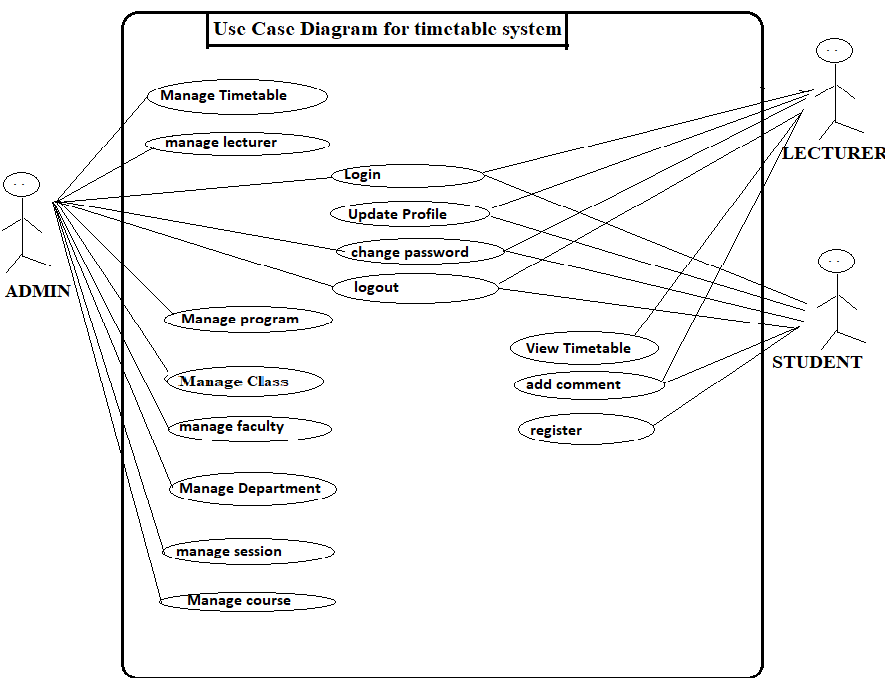 Use Case Diagram for timetable system
Manage Timetable
manage lecturer
LECTURER
Login
Update Profile
change password
logout
ADMIN
Manage program
View Timetable
STUDENT
Manage Class
add comment
manage faculty
register
Manage Department
manage session
Manage course